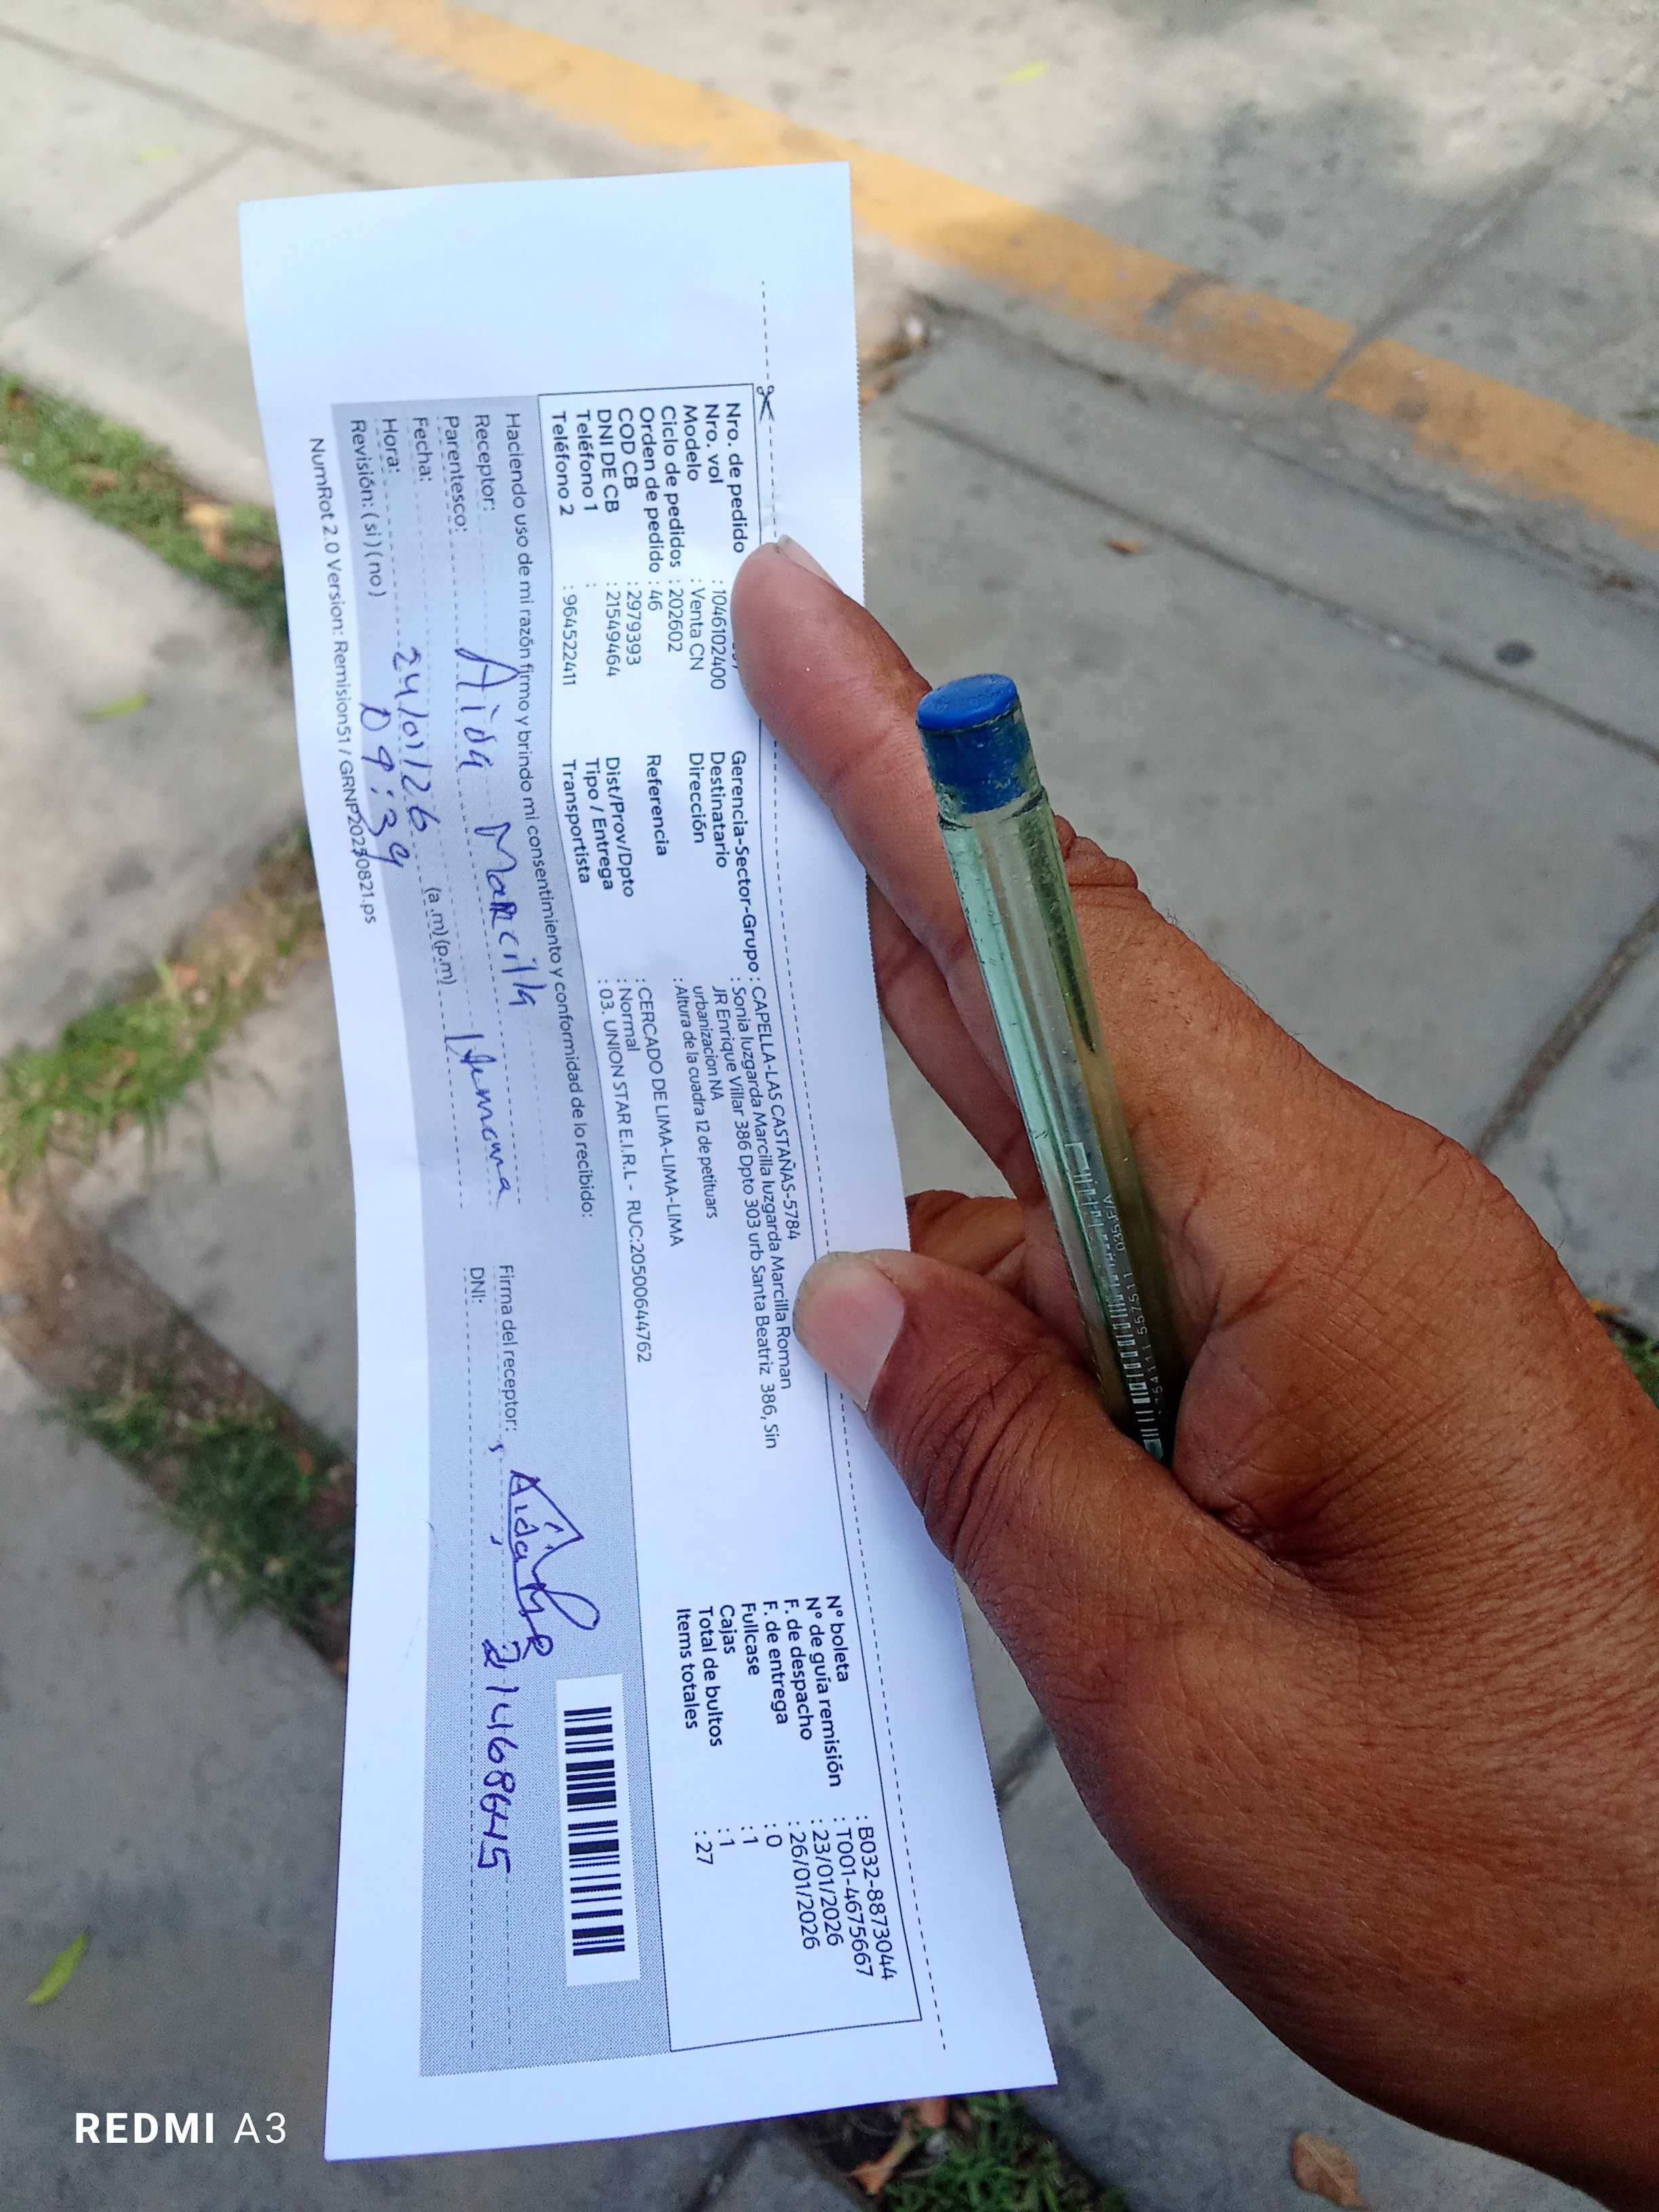 Nro. de pedido
Nro. vol : 1046102400
Modelo : Venta CN
Ciclo de pedidos : 202602
Orden de pedido : 46
COD CB : 2979393
DNI DE CB : 21549464
Teléfono 1 :
Teléfono 2 : 964522411
Gerencia-Sector-Grupo : CAPELLA-LAS CASTAÑAS-5784
Destinatario : Sonia luzgarda Marcilla luzgarda Marcilla Roman
Dirección JR Enrique Villar 386 Dpto 303 urb Santa Beatriz 386, Sin
urbanizacion NA
Referencia : Altura de la cuadra 12 de petituars
Dist/Prov/Dpto : CERCADO DE LIMA-LIMA-LIMA
Tipo / Entrega : Normal
Transportista : 03. UNION STAR E.I.R.L - RUC:20500644762
N° boleta : B032-8873044
N° de guía remisión : T001-4675667
F. de despacho : 23/01/2026
F. de entrega : 26/01/2026
Fullcase : 0
Cajas : 1
Total de bultos : 1
Items totales : 27
Haciendo uso de mi razón firmo y brindo mi consentimiento y conformidad de lo recibido:
Receptor: Aida Marcilla
Parentesco: Hermana
Fecha: 24/01/26
Hora: 09:39 (a.m) (p.m)
Revisión: (si) (no)
Firma del receptor: Aida
DNI: 21468645
NumRot 2.0 Version: Remision51 / GRNP20250821.ps
REDMI A3